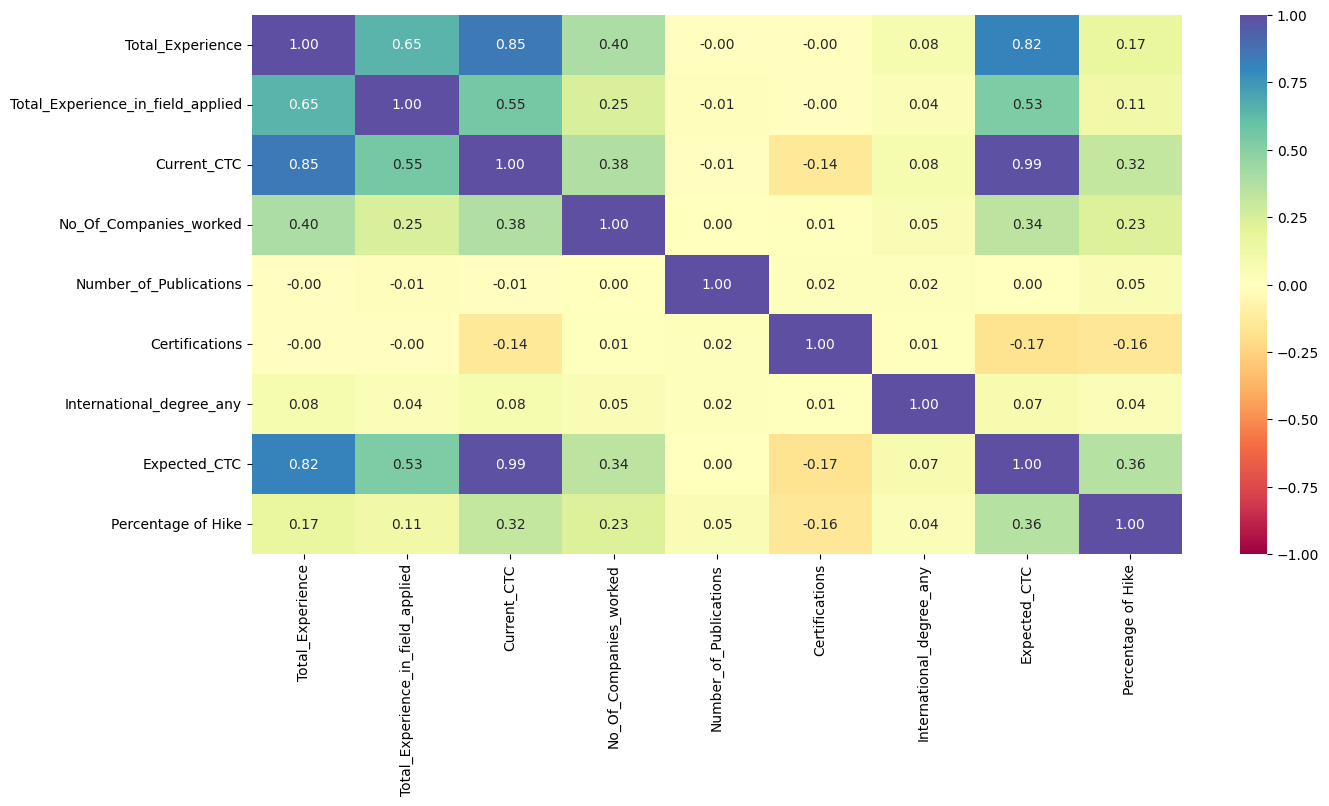 Total_Experience 1.00 0.65 0.85 0.40 -0.00 -0.00 0.08 0.82 0.17
Total_Experience_in_field_applied 0.65 1.00 0.55 0.25 -0.01 -0.00 0.04 0.53 0.11
Current_CTC 0.85 0.55 1.00 0.38 -0.01 -0.14 0.08 0.99 0.32
No_Of_Companies_worked 0.40 0.25 0.38 1.00 0.00 0.01 0.05 0.34 0.23
Number_of_Publications -0.00 -0.01 -0.01 0.00 1.00 0.02 0.02 0.00 0.05
Certifications -0.00 -0.00 -0.14 0.01 0.02 1.00 0.01 -0.17 -0.16
International_degree_any 0.08 0.04 0.08 0.05 0.02 0.01 1.00 0.07 0.04
Expected_CTC 0.82 0.53 0.99 0.34 0.00 -0.17 0.07 1.00 0.36
Percentage of Hike 0.17 0.11 0.32 0.23 0.05 -0.16 0.04 0.36 1.00
Total_Experience
Total_Experience_in_field_applied
Current_CTC
No_Of_Companies_worked
Number_of_Publications
Certifications
International_degree_any
Expected_CTC
Percentage of Hike
1.00
0.75
0.50
0.25
0.00
−0.25
−0.50
−0.75
−1.00